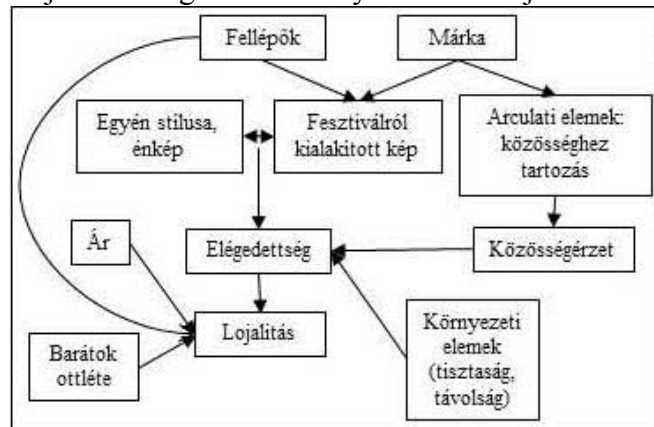 Fellépők
Márka
Egyén stílusa,
énkép
Fesztiválról
kialakitott kép
Arculati elemek:
közösséghez
tartozás
Ár
Elégedettség
Közösségérzet
Lojalitás
Barátok
ottléte
Környezeti
elemek
(tisztaság,
távolság)